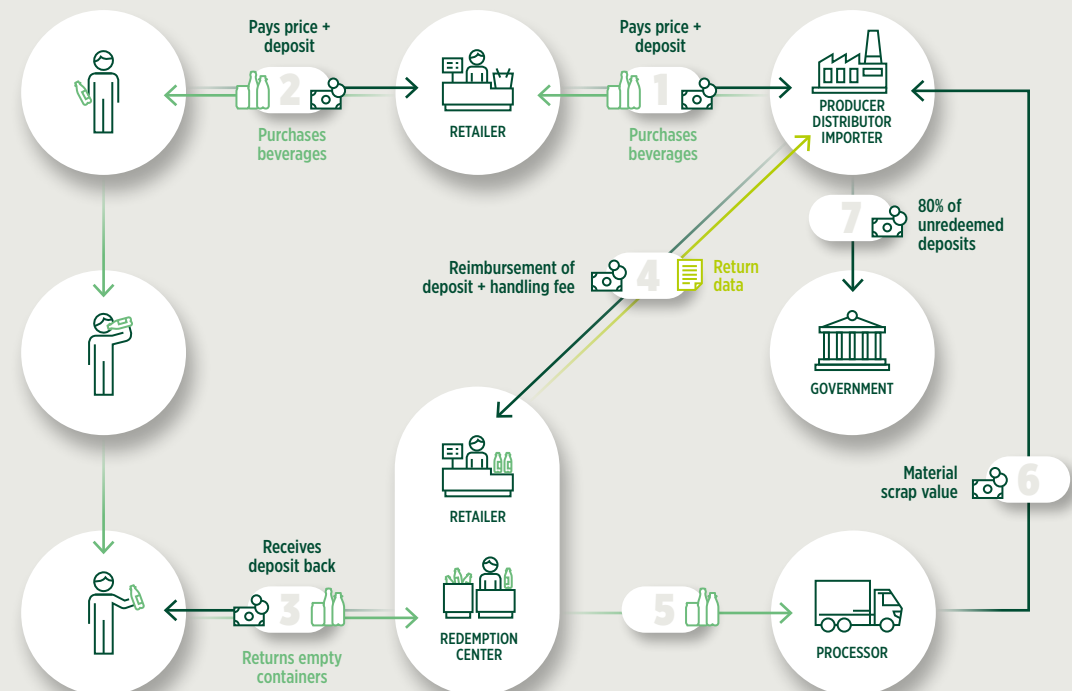 Pays price +
deposit
2
Purchases
beverages
RETAILER
Pays price +
deposit
1
Purchases
beverages
PRODUCER
DISTRIBUTOR
IMPORTER
7
80% of
unredeemed
deposits
Reimbursement of
deposit + handling fee
4
Return
data
GOVERNMENT
Material
scrap value
6
RETAILER
Receives
deposit back
3
Returns empty
containers
REDEMPTION
CENTER
5
PROCESSOR